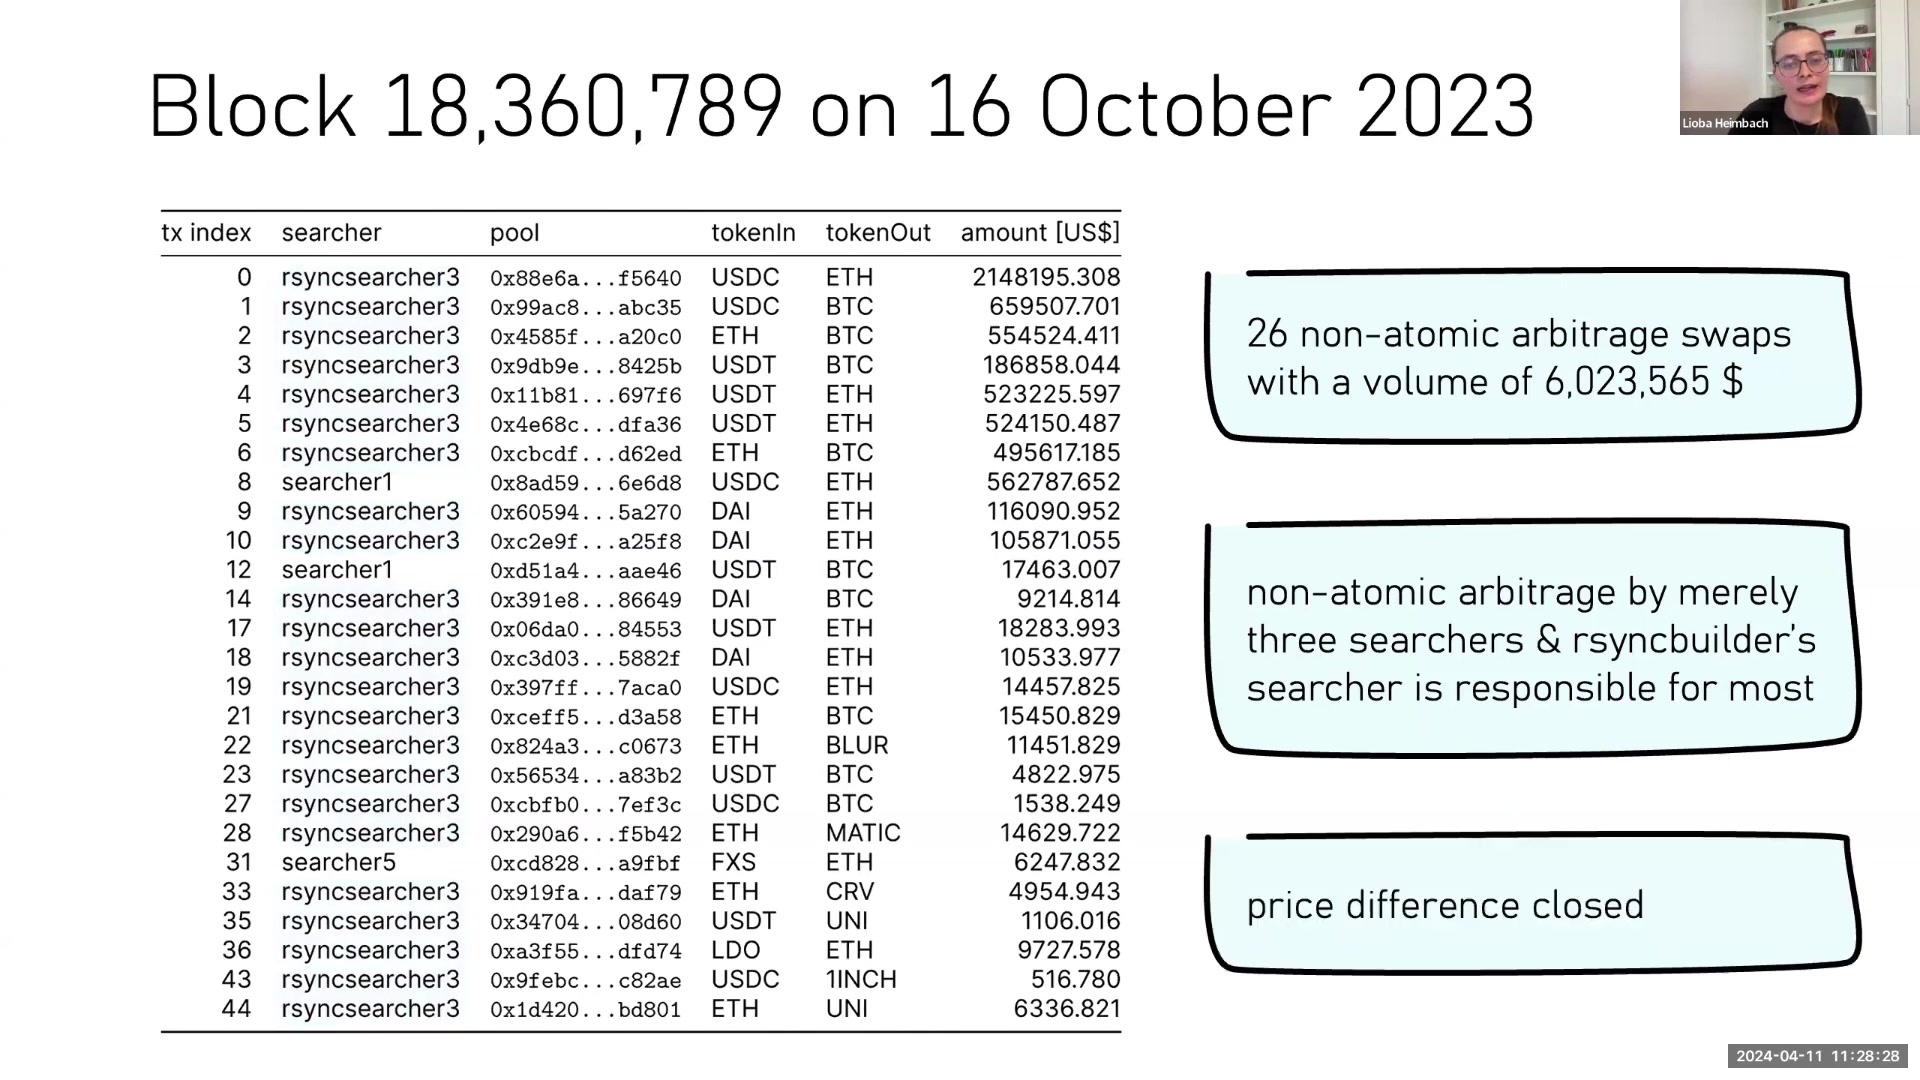 Block 18,360,789 on 16 October 2023
Lioba Heimbach
tx index searcher pool tokenIn tokenOut amount [US$]
0 rsyncsearcher3 0x88e6a...f5640 USDC ETH 2148195.308
1 rsyncsearcher3 0x99ac8...abc35 USDC BTC 659507.701
2 rsyncsearcher3 0x4585f...a20c0 ETH BTC 554524.411
3 rsyncsearcher3 0x9db9e...8425b USDT BTC 186858.044
4 rsyncsearcher3 0x11b81...697f6 USDT ETH 523225.597
5 rsyncsearcher3 0x4e68c...dfa36 USDT ETH 524150.487
6 rsyncsearcher3 0xcbcdf...d62ed ETH BTC 495617.185
8 searcher1 0x8ad59...6e6d8 USDC ETH 562787.652
9 rsyncsearcher3 0x60594...5a270 DAI ETH 116090.952
10 rsyncsearcher3 0xc2e9f...a25f8 DAI ETH 105871.055
12 searcher1 0xd51a4...aae46 USDT BTC 17463.007
14 rsyncsearcher3 0x391e8...86649 DAI BTC 9214.814
17 rsyncsearcher3 0x06da0...84553 USDT ETH 18283.993
18 rsyncsearcher3 0xc3d03...5882f DAI ETH 10533.977
19 rsyncsearcher3 0x397ff...7aca0 USDC ETH 14457.825
21 rsyncsearcher3 0xceff5...d3a58 ETH BTC 15450.829
22 rsyncsearcher3 0x824a3...c0673 ETH BLUR 11451.829
23 rsyncsearcher3 0x56534...a83b2 USDT BTC 4822.975
27 rsyncsearcher3 0xcbfb0...7ef3c USDC BTC 1538.249
28 rsyncsearcher3 0x290a6...f5b42 ETH MATIC 14629.722
31 searcher5 0xcd828...a9fbf FXS ETH 6247.832
33 rsyncsearcher3 0x919fa...daf79 ETH CRV 4954.943
35 rsyncsearcher3 0x34704...08d60 USDT UNI 1106.016
36 rsyncsearcher3 0xa3f55...dfd74 LDO ETH 9727.578
43 rsyncsearcher3 0x9febc...c82ae USDC 1INCH 516.780
44 rsyncsearcher3 0x1d420...bd801 ETH UNI 6336.821
26 non-atomic arbitrage swaps
with a volume of 6,023,565 $
non-atomic arbitrage by merely
three searchers & rsyncbuilder's
searcher is responsible for most
price difference closed
2024-04-11 11:28:28